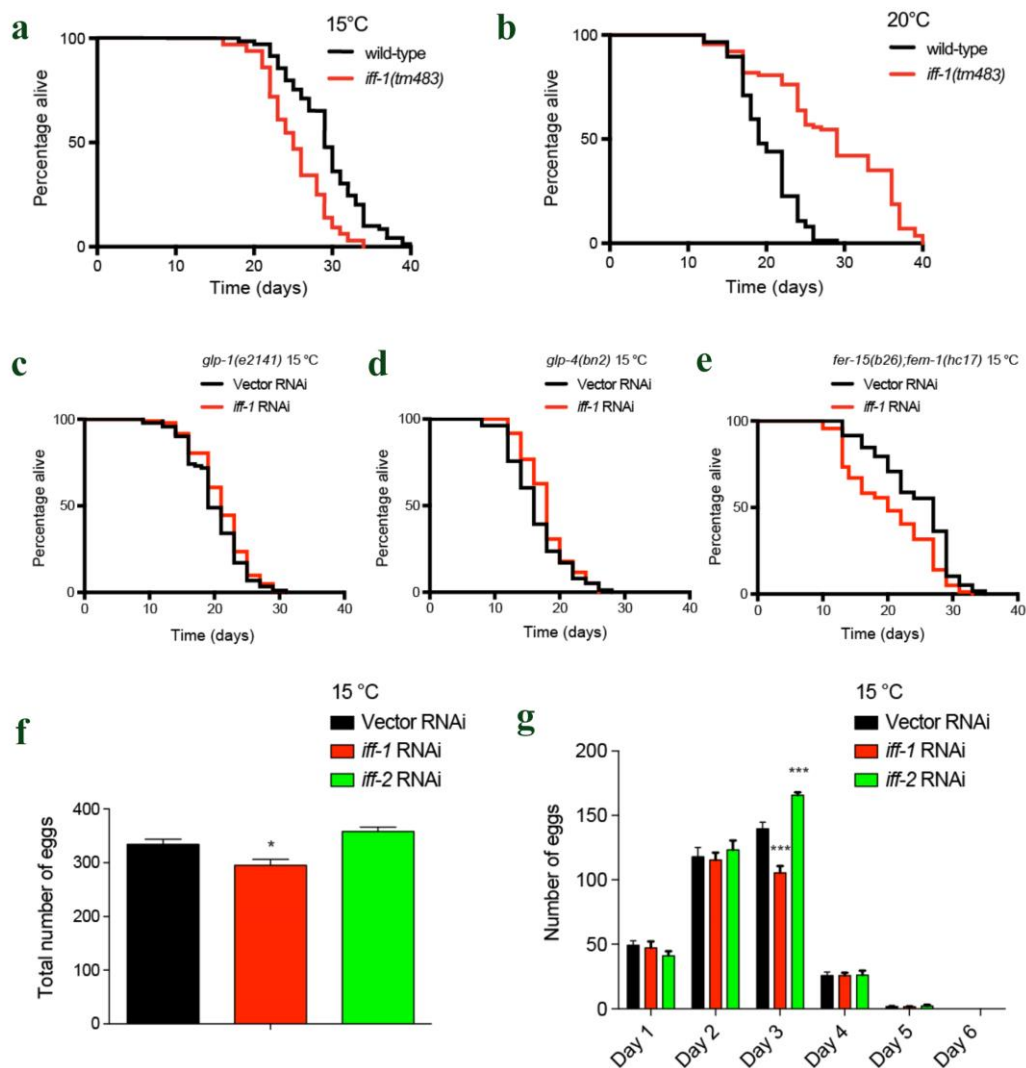 a
15°C
wild-type
iff-1(tm483)
Percentage alive
100
50
0
0 10 20 30 40
Time (days)
b
20°C
wild-type
iff-1(tm483)
Percentage alive
100
50
0
0 10 20 30 40
Time (days)
c
glp-1(e2141) 15 °C
Vector RNAi
iff-1 RNAi
Percentage alive
100
50
0
0 10 20 30 40
Time (days)
d
glp-4(bn2) 15 °C
Vector RNAi
iff-1 RNAi
Percentage alive
100
50
0
0 10 20 30 40
Time (days)
e
fer-15(b26);fem-1(hc17) 15 °C
Vector RNAi
iff-1 RNAi
Percentage alive
100
50
0
0 10 20 30 40
Time (days)
f
15 °C
Vector RNAi
iff-1 RNAi
iff-2 RNAi
Total number of eggs
400
300
200
100
0
*
g
15 °C
Vector RNAi
iff-1 RNAi
iff-2 RNAi
Number of eggs
200
150
100
50
0
***
***
Day 1 Day 2 Day 3 Day 4 Day 5 Day 6